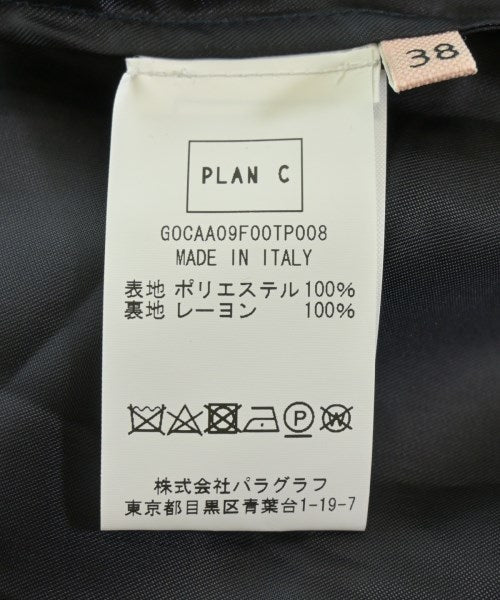 38
PLAN C
G0CAA09F00TP008
MADE IN ITALY
表地 ポリエステル 100%
裏地 レーヨン 100%
P W
株式会社パラグラフ
東京都目黒区青葉台1-19-7